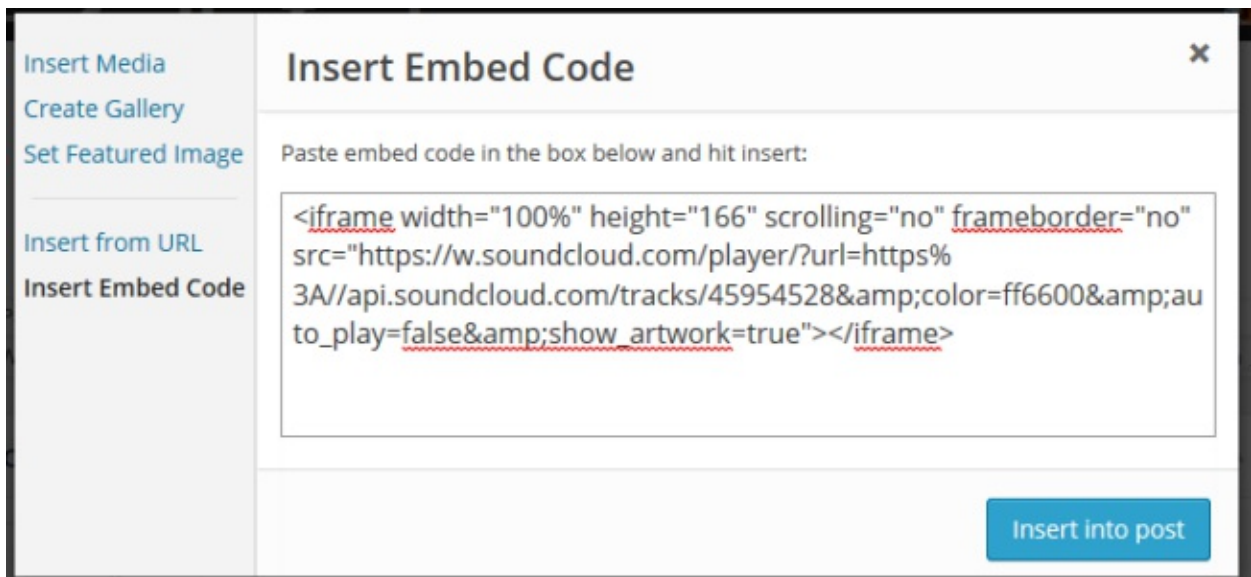 Insert Media
Create Gallery
Set Featured Image
Insert from URL
Insert Embed Code
Insert Embed Code
×
Paste embed code in the box below and hit insert:
<iframe width="100%" height="166" scrolling="no" frameborder="no"
src="https://w.soundcloud.com/player/?url=https%
3A//api.soundcloud.com/tracks/45954528&amp;color=ff6600&amp;au
to_play=false&amp;show_artwork=true"></iframe>
Insert into post